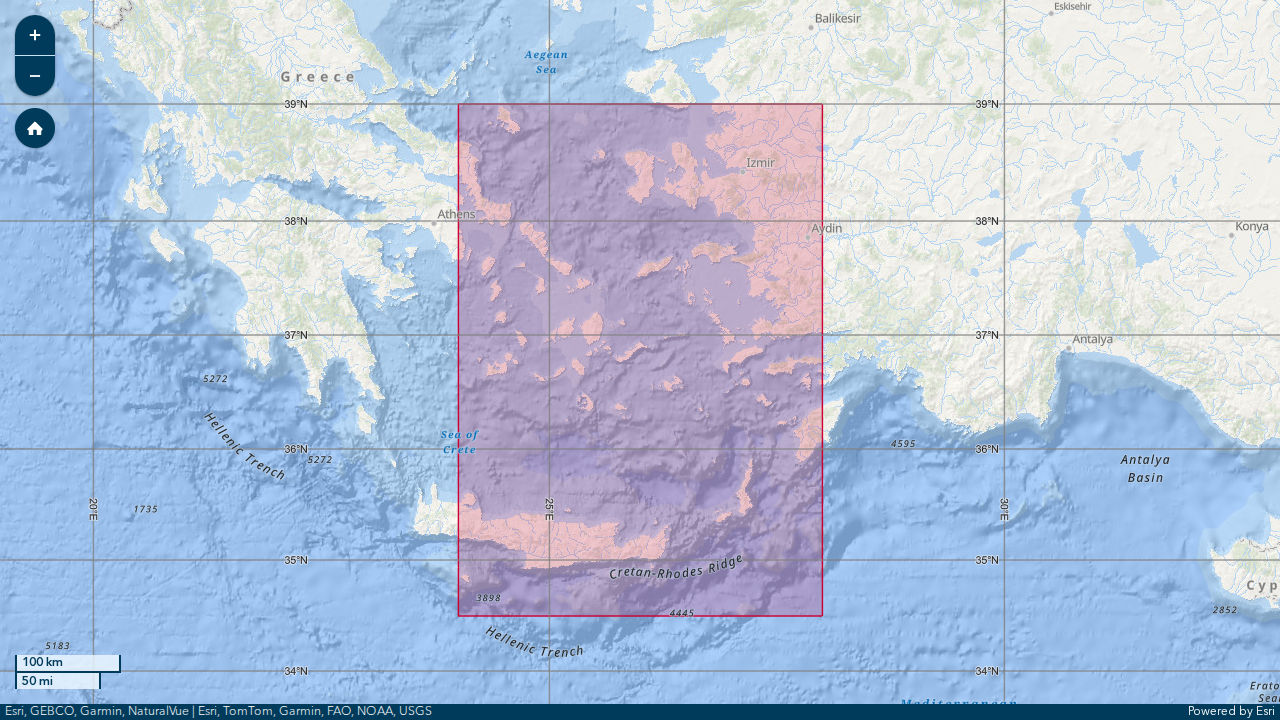 +
−
Eskisehir
Balikesir
Aegean
Sea
Greece
39°N
39°N
Izmir
Athens
38°N
38°N
Aydin
Konya
37°N
37°N
Antalya
5272
Hellenic Trench
5272
Sea of
Crete
36°N
36°N
4595
Antalya
Basin
1735
20°E
25°E
30°E
35°N
35°N
Cretan-Rhodes Ridge
Cyp
3898
4445
2852
Hellenic Trench
5183
100 km
50 mi
34°N
34°N
Erato
Sea
Mediterranean
Esri, GEBCO, Garmin, NaturalVue | Esri, TomTom, Garmin, FAO, NOAA, USGS
Powered by Esri